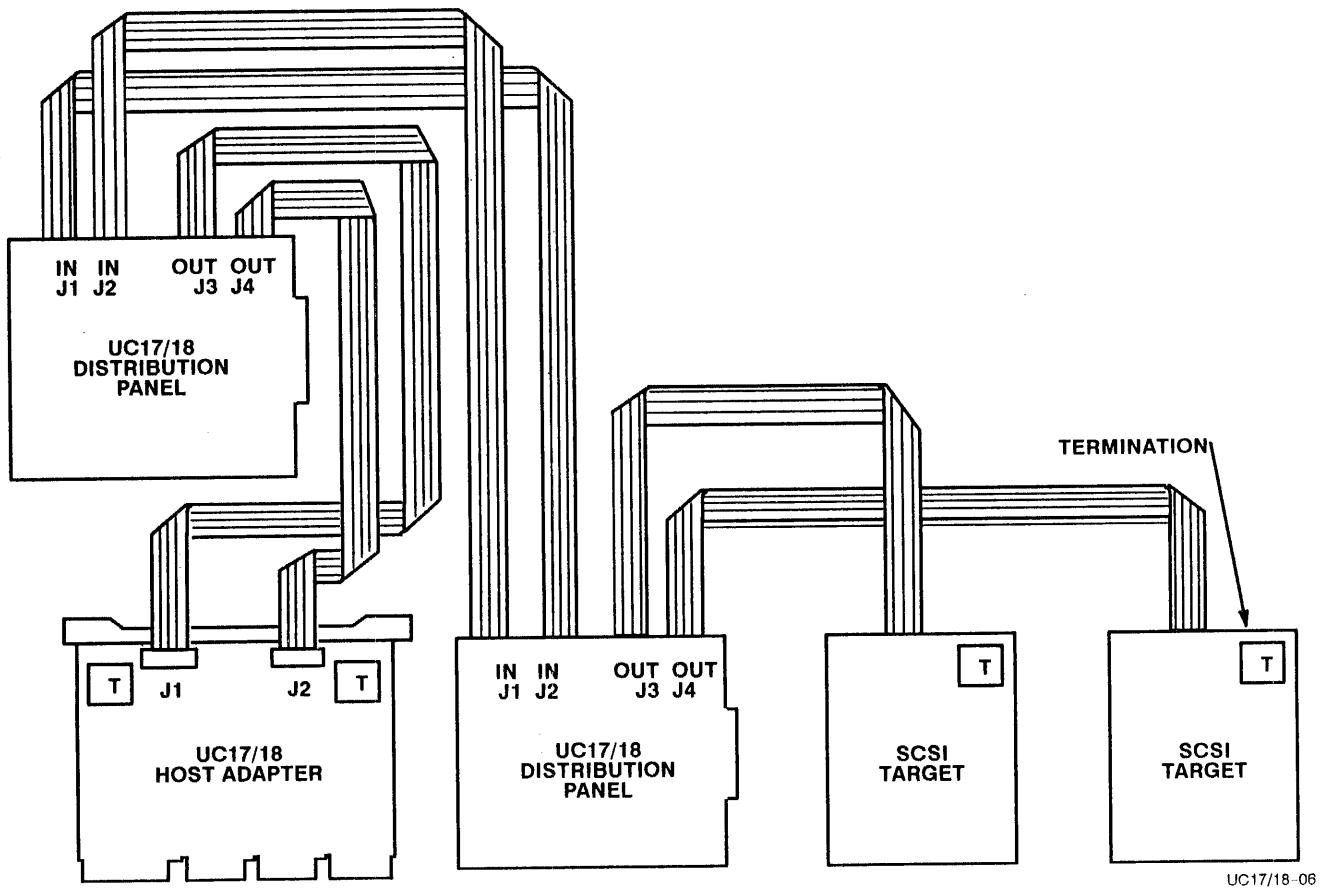 IN IN OUT OUT
J1 J2 J3 J4
UC17/18
DISTRIBUTION
PANEL
TERMINATION
T J1 J2 T
UC17/18
HOST ADAPTER
IN IN OUT OUT
J1 J2 J3 J4
UC17/18
DISTRIBUTION
PANEL
T
SCSI
TARGET
T
SCSI
TARGET
UC17/18-06